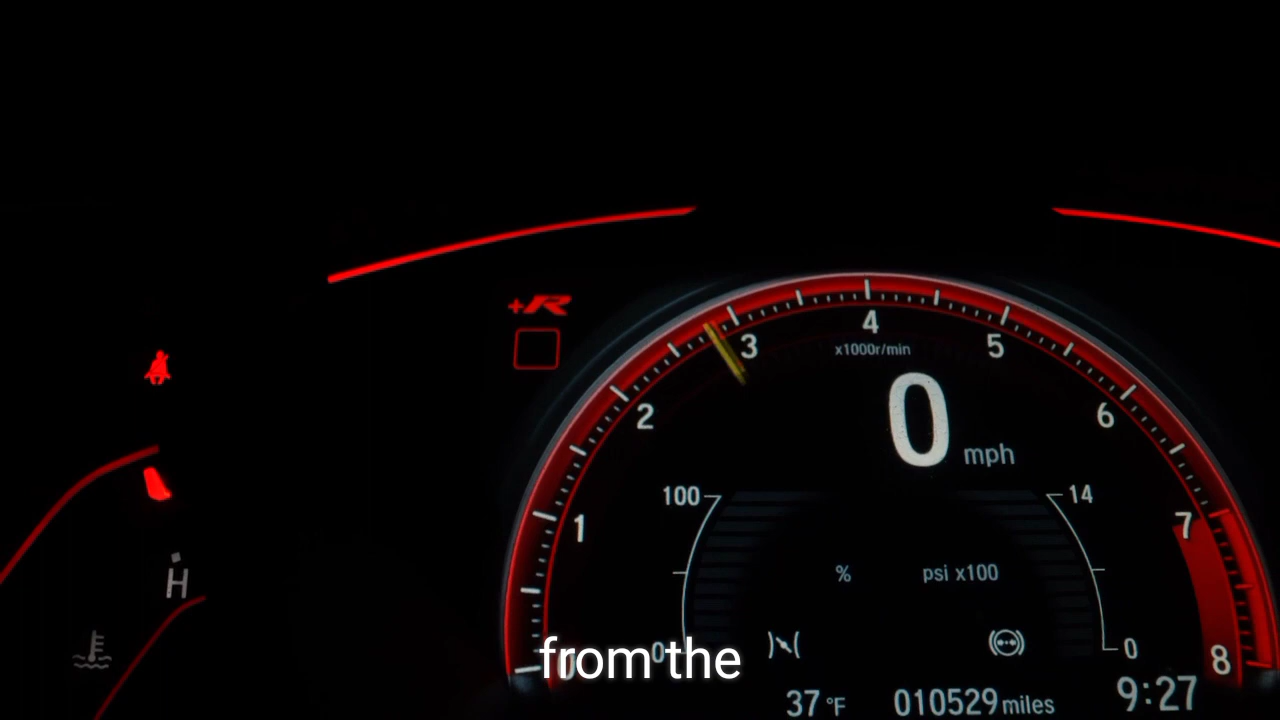 +R
4
3
5
x1000r/min
0
2
6
mph
100
14
7
1
%
psi x100
H
from the
0
0
0
8
37 °F
010529 miles
9:27